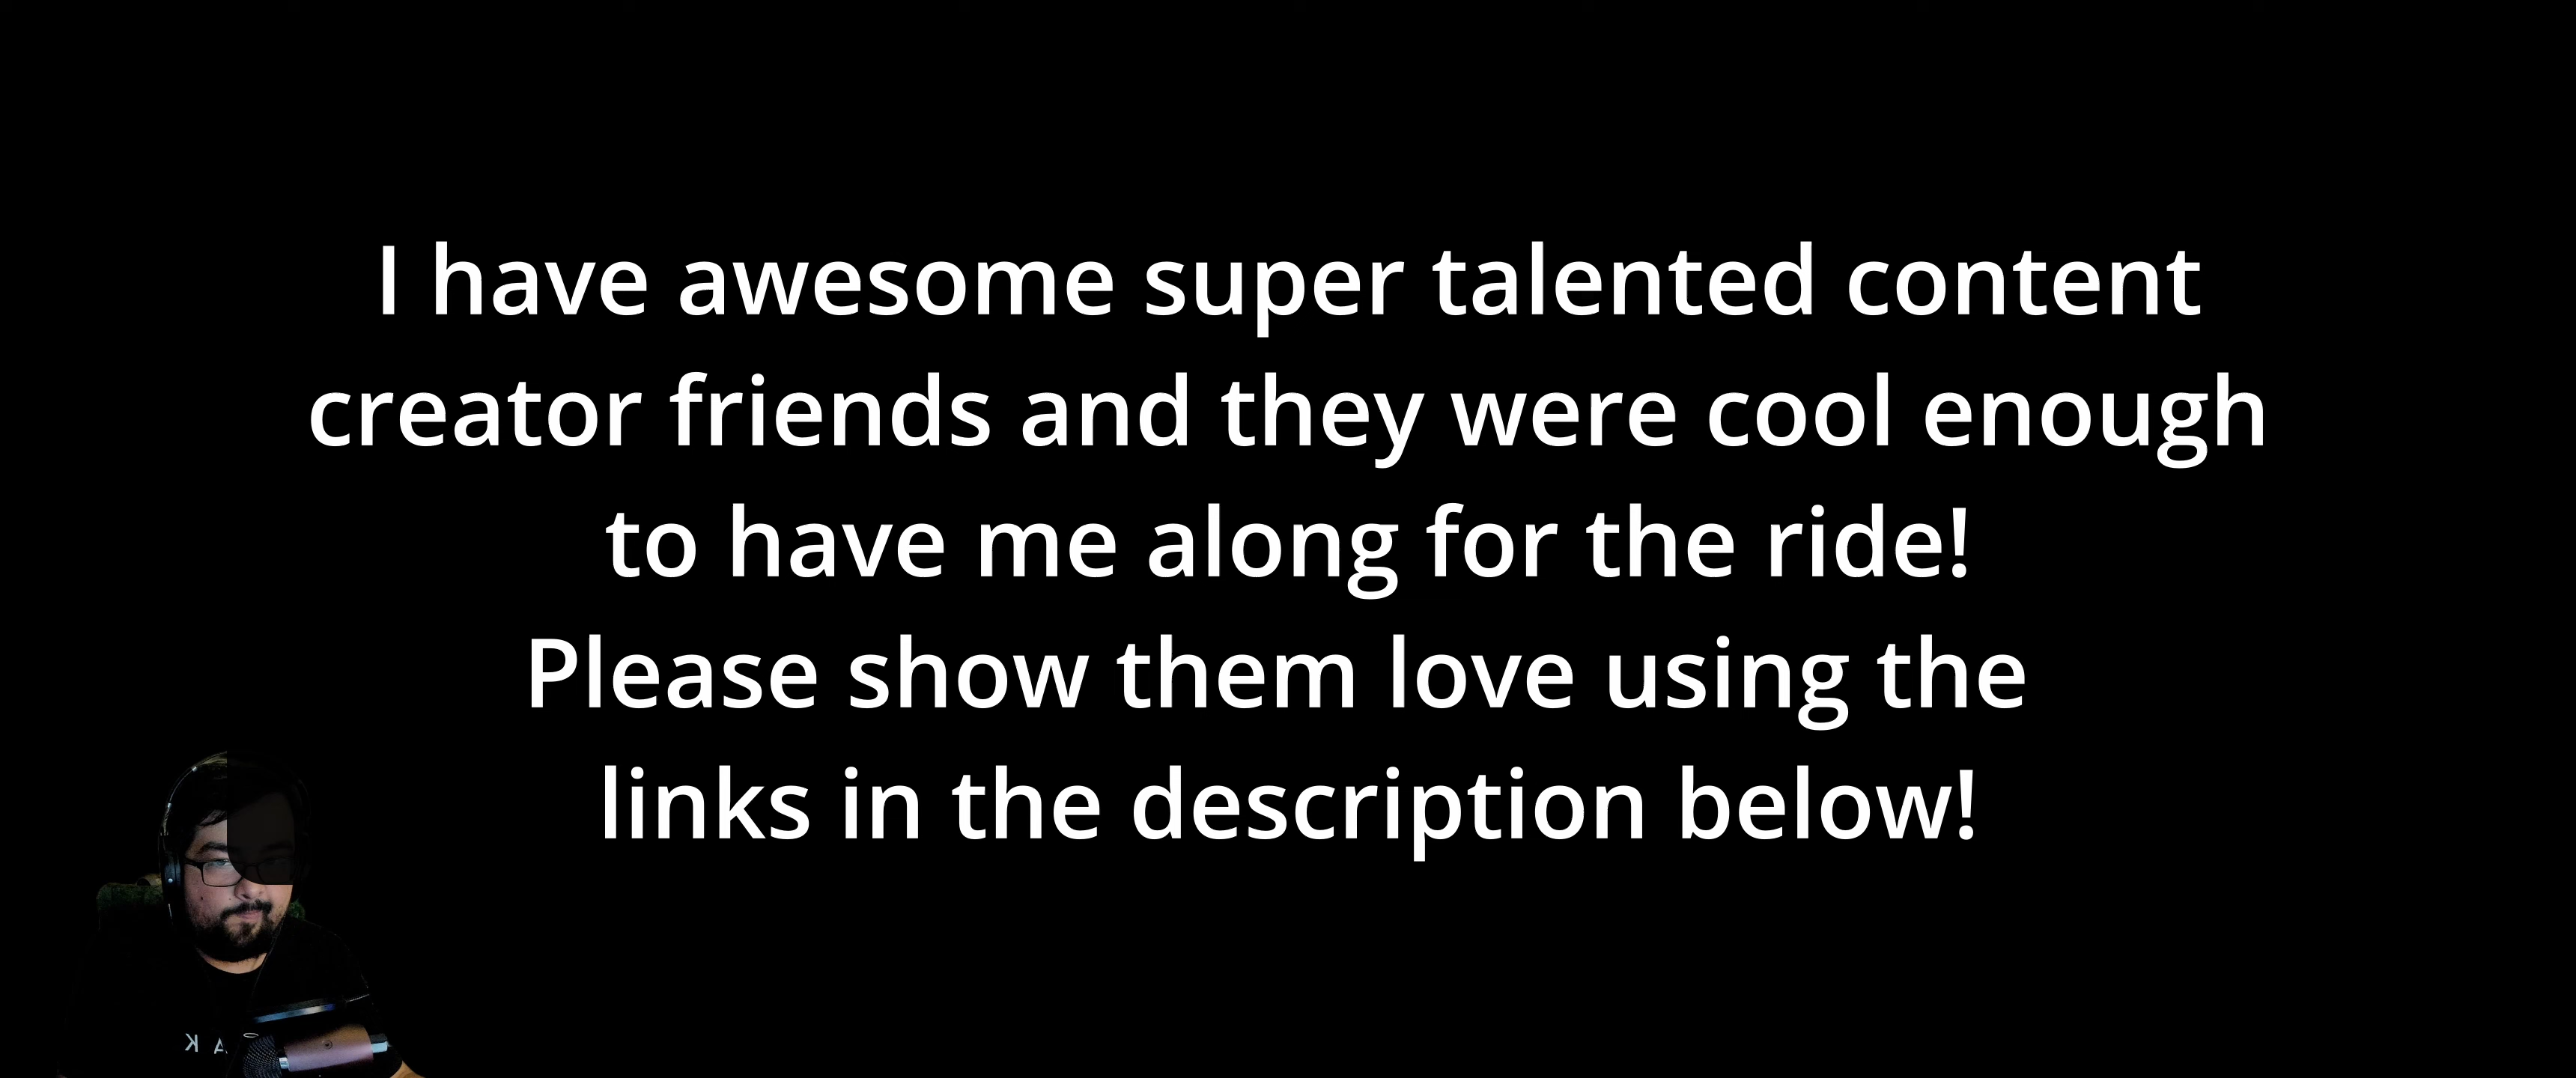 I have awesome super talented content
creator friends and they were cool enough
to have me along for the ride!
Please show them love using the
links in the description below!